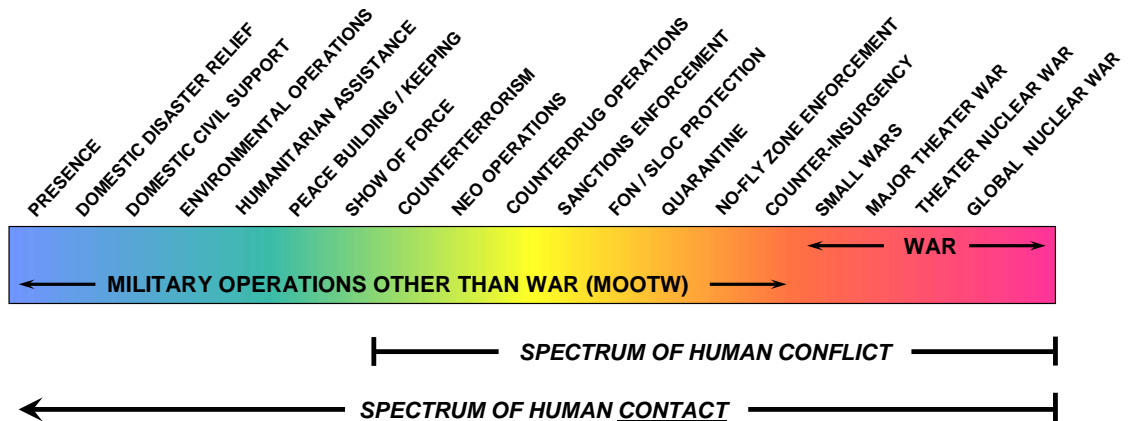 PRESENCE
DOMESTIC DISASTER RELIEF
DOMESTIC CIVIL SUPPORT
ENVIRONMENTAL OPERATIONS
HUMANITARIAN ASSISTANCE
PEACE BUILDING / KEEPING
SHOW OF FORCE
COUNTERTERRORISM
NEO OPERATIONS
COUNTERDRUG OPERATIONS
SANCTIONS ENFORCEMENT
FON / SLOC PROTECTION
QUARANTINE
NO-FLY ZONE ENFORCEMENT
COUNTER-INSURGENCY
SMALL WARS
MAJOR THEATER WAR
THEATER NUCLEAR WAR
GLOBAL NUCLEAR WAR
WAR
MILITARY OPERATIONS OTHER THAN WAR (MOOTW)
SPECTRUM OF HUMAN CONFLICT
SPECTRUM OF HUMAN CONTACT